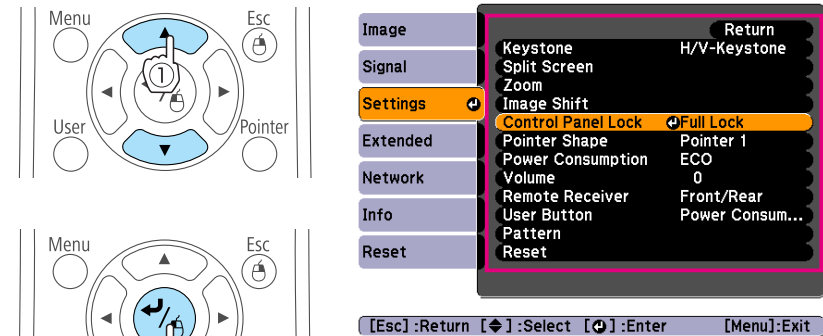 Menu
Esc
1
User
Pointer
Menu
Esc
Image
Signal
Settings
Extended
Network
Info
Reset
Return
Keystone H/V-Keystone
Split Screen
Zoom
Image Shift
Control Panel Lock Full Lock
Pointer Shape Pointer 1
Power Consumption ECO
Volume 0
Remote Receiver Front/Rear
User Button Power Consum...
Pattern
Reset
[Esc] :Return [ ] :Select [ ] :Enter [Menu]:Exit